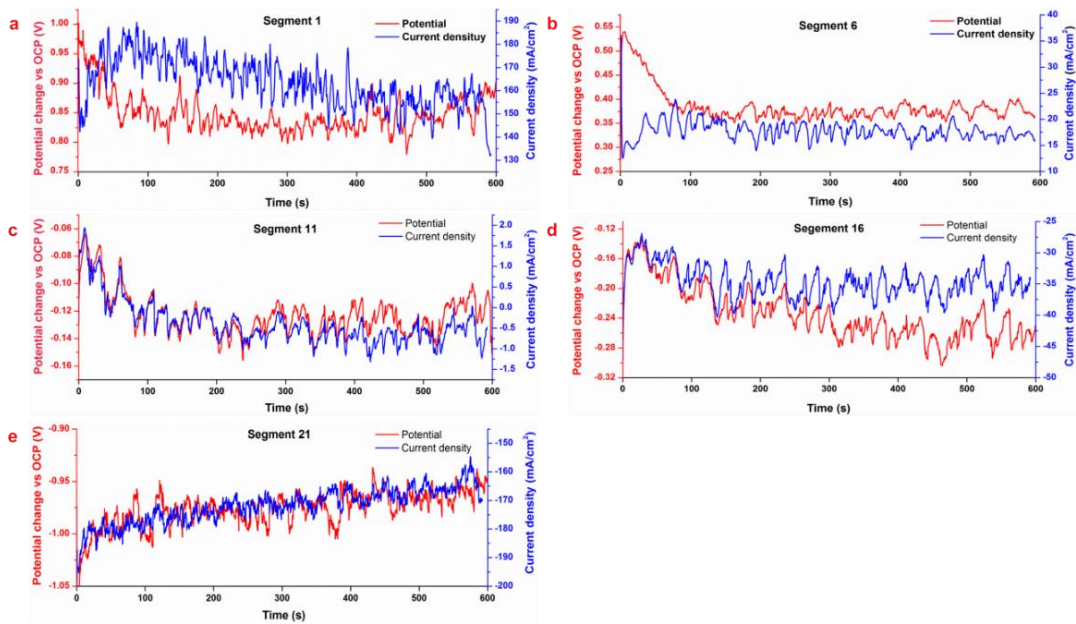 a
Segment 1
Potential
Current densituy
Potential change vs OCP (V)
1.00
0.95
0.90
0.85
0.80
0.75
190
180
170
160
150
140
130
Current density (mA/cm²)
0 100 200 300 400 500 600
Time (s)
b
Segment 6
Potential
Current density
Potential change vs OCP (V)
0.55
0.50
0.45
0.40
0.35
0.30
0.25
40
35
30
25
20
15
10
Current density (mA/cm²)
0 100 200 300 400 500 600
Time (s)
c
Segment 11
Potential
Current density
Potential change vs OCP (V)
-0.06
-0.08
-0.10
-0.12
-0.14
-0.16
2.0
1.5
1.0
0.5
0.0
-0.5
-1.0
-1.5
Current density (mA/cm²)
0 100 200 300 400 500 600
Time (s)
d
Segment 16
Potential
Current density
Potential change vs OCP (V)
-0.12
-0.16
-0.20
-0.24
-0.28
-0.32
-25
-30
-35
-40
-45
-50
Current density (mA/cm²)
0 100 200 300 400 500 600
Time (s)
e
Segment 21
Potential
Current density
Potential change vs OCP (V)
-0.90
-0.95
-1.00
-1.05
-150
-160
-170
-180
-190
-200
Current density (mA/cm²)
0 100 200 300 400 500 600
Time (s)